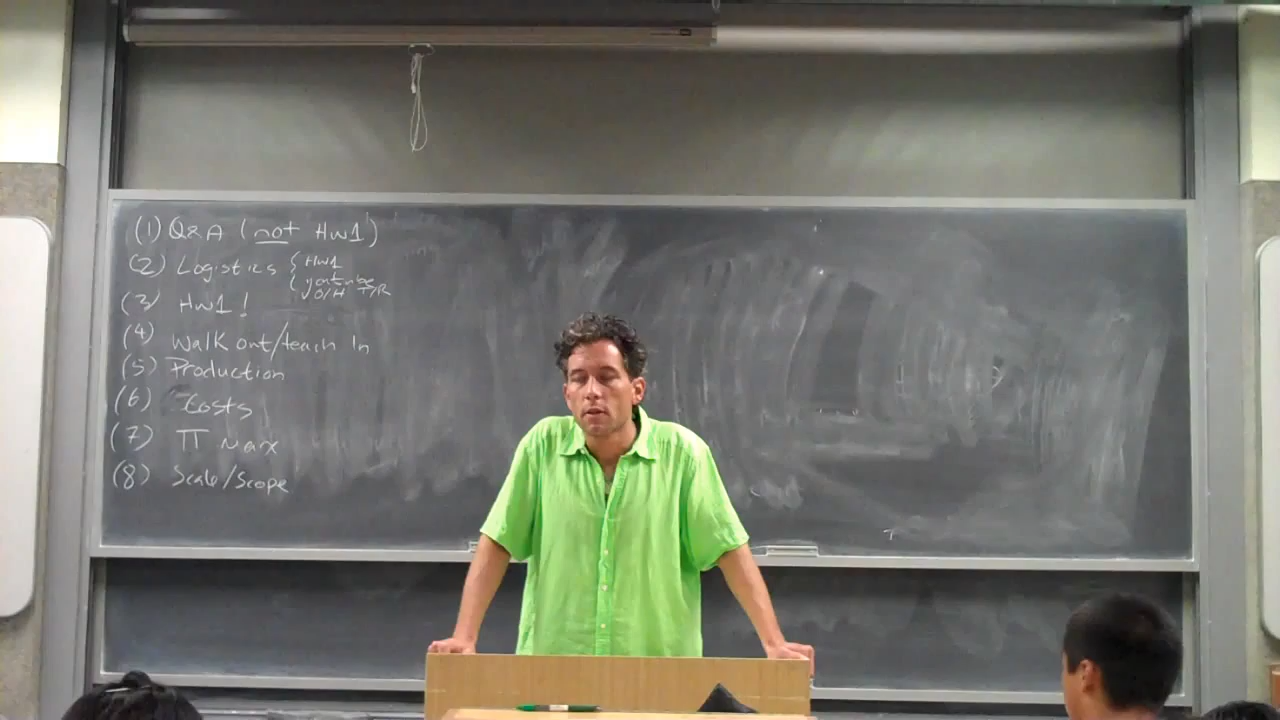 (1) Q&A (not HW1)
(2) Logistics { HW1
{ youtube
O/H T/R
(3) HW1!
(4) Walk out/teach In
(5) Production
(6) Costs
(7) π max
(8) Scale/Scope